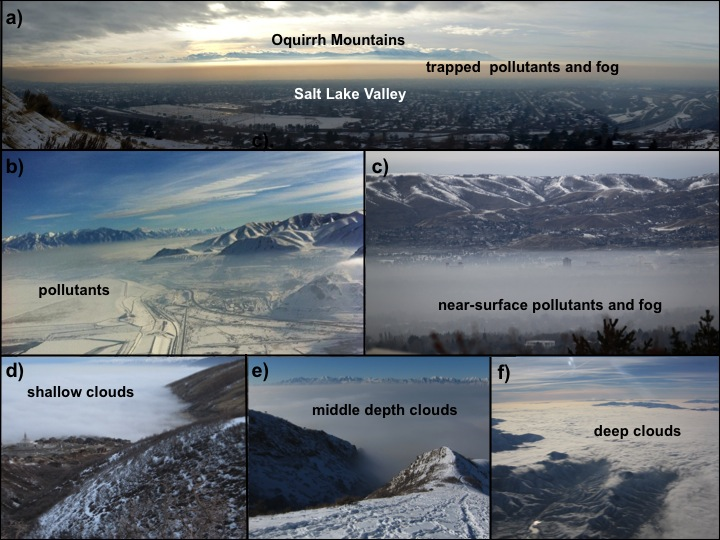 a)
Oquirrh Mountains
trapped pollutants and fog
Salt Lake Valley
c)
b)
pollutants
c)
near-surface pollutants and fog
d)
shallow clouds
e)
middle depth clouds
f)
deep clouds